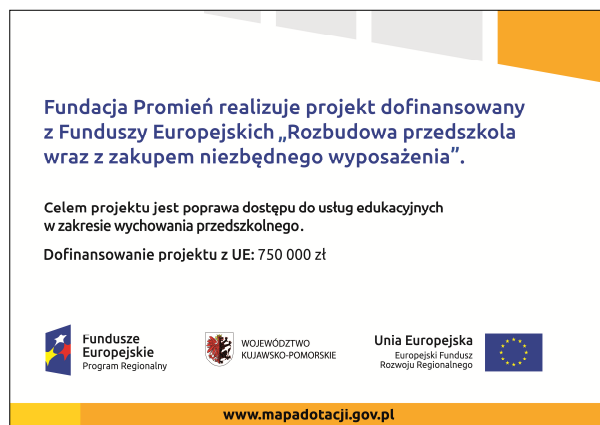 Fundacja Promień realizuje projekt dofinansowany
z Funduszy Europejskich „Rozbudowa przedszkola
wraz z zakupem niezbędnego wyposażenia”.
Celem projektu jest poprawa dostępu do usług edukacyjnych
w zakresie wychowania przedszkolnego.
Dofinansowanie projektu z UE: 750 000 zł
Fundusze
Europejskie
Program Regionalny
WOJEWÓDZTWO
KUJAWSKO-POMORSKIE
Unia Europejska
Europejski Fundusz
Rozwoju Regionalnego
www.mapadotacji.gov.pl